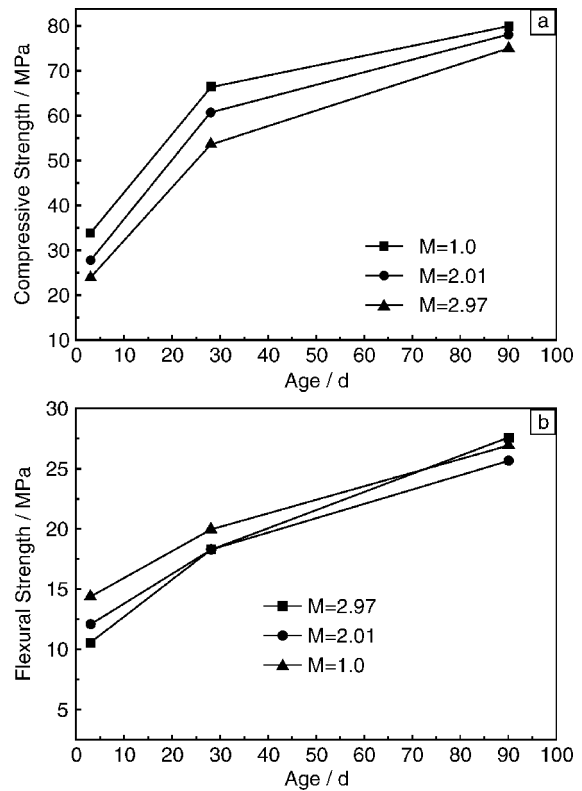 a
80
70
60
50
40
30
20
10
Compressive Strength / MPa
M=1.0
M=2.01
M=2.97
0 10 20 30 40 50 60 70 80 90 100
Age / d
b
30
25
20
15
10
5
Flexural Strength / MPa
M=2.97
M=2.01
M=1.0
0 10 20 30 40 50 60 70 80 90 100
Age / d